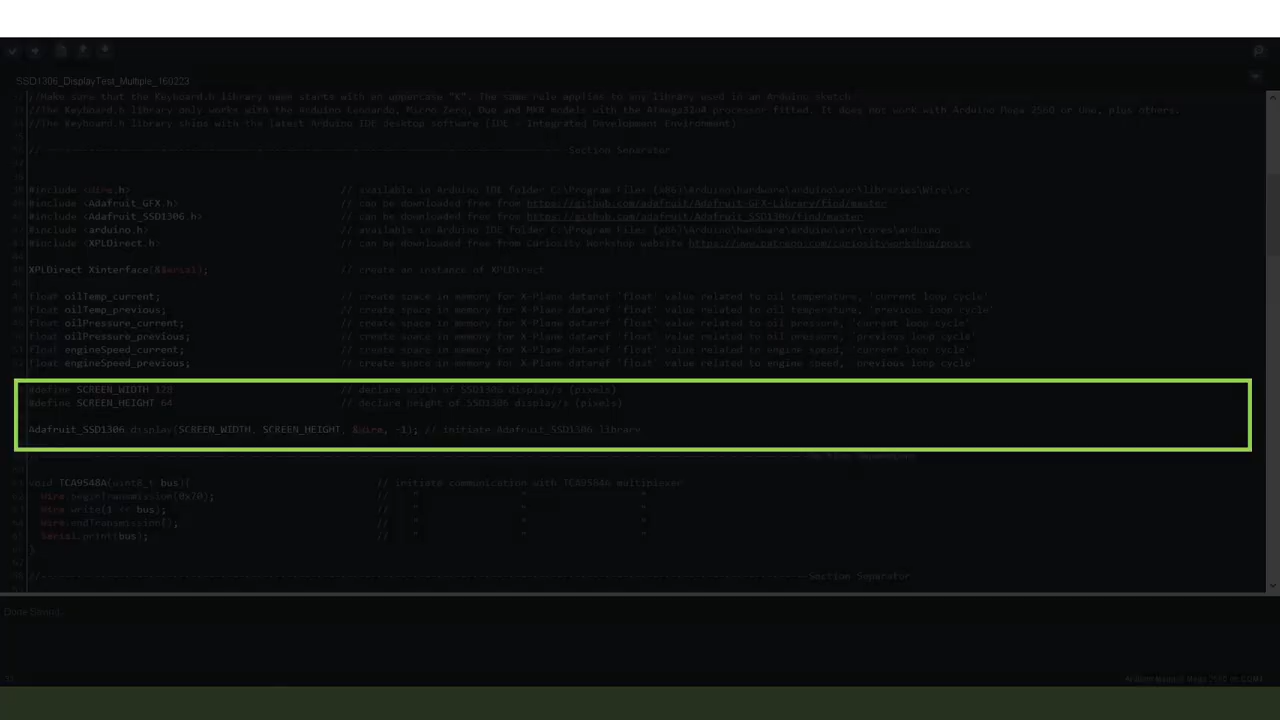 SSD1306_DisplayTest_Multiple_160223
//Make sure that the Keyboard.h library name starts with an uppercase "K". The same rule applies to any library used in an Arduino sketch
//The Keyboard.h library only works with the Arduino Leonardo, Micro Zero, Due and MKR models with the ATmega32U4 processor fitted. It does not work with Arduino Mega 2560 or Uno, plus others.
//The Keyboard.h library ships with the latest Arduino IDE desktop software (IDE - Integrated Development Environment)
// Section Separator
#include <Wire.h> // available in Arduino IDE folder C:\Program Files (x86)\Arduino\hardware\arduino\avr\libraries\Wire\src
#include <Adafruit_GFX.h> // can be downloaded free from https://github.com/adafruit/Adafruit-GFX-Library/find/master
#include <Adafruit_SSD1306.h> // can be downloaded free from https://github.com/adafruit/Adafruit_SSD1306/find/master
#include <arduino.h> // available in Arduino IDE folder C:\Program Files (x86)\Arduino\hardware\arduino\avr\cores\arduino
#include <XPLDirect.h> // can be downloaded free from Curiosity Workshop website https://www.patreon.com/curiosityworkshop/posts
XPLDirect Xinterface(&Serial); // create an instance of XPLDirect
float oilTemp_current; // create space in memory for X-Plane dataref 'float' value related to oil temperature, 'current loop cycle'
float oilTemp_previous; // create space in memory for X-Plane dataref 'float' value related to oil temperature, 'previous loop cycle'
float oilPressure_current; // create space in memory for X-Plane dataref 'float' value related to oil pressure, 'current loop cycle'
float oilPressure_previous; // create space in memory for X-Plane dataref 'float' value related to oil pressure, 'previous loop cycle'
float engineSpeed_current; // create space in memory for X-Plane dataref 'float' value related to engine speed, 'current loop cycle'
float engineSpeed_previous; // create space in memory for X-Plane dataref 'float' value related to engine speed, 'previous loop cycle'
#define SCREEN_WIDTH 128 // declare width of SSD1306 display/s (pixels)
#define SCREEN_HEIGHT 64 // declare height of SSD1306 display/s (pixels)
Adafruit_SSD1306 display(SCREEN_WIDTH, SCREEN_HEIGHT, &Wire, -1); // initiate Adafruit_SSD1306 library
// Section Separator
void TCA9548A(uint8_t bus){ // initiate communication with TCA9548A multiplexer
Wire.beginTransmission(0x70); // " " "
Wire.write(1 << bus); // " " "
Wire.endTransmission(); // " " "
Serial.print(bus); // " " "
}
// Section Separator
Done Saving.